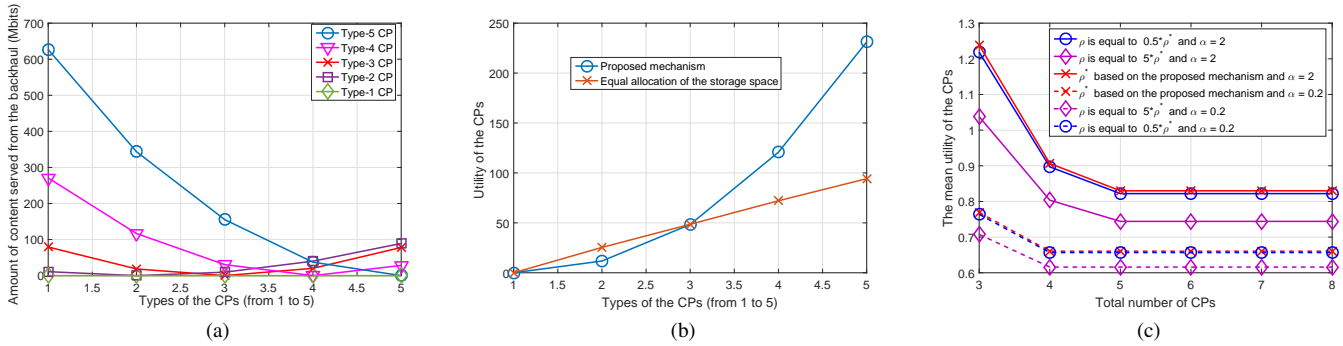 Amount of content served from the backhaul (Mbits)
700
600
500
400
300
200
100
0
1
1.5
2
2.5
3
3.5
4
4.5
5
Types of the CPs (from 1 to 5)
Type-5 CP
Type-4 CP
Type-3 CP
Type-2 CP
Type-1 CP
(a)
Utility of the CPs
250
200
150
100
50
0
1
1.5
2
2.5
3
3.5
4
4.5
5
Types of the CPs (from 1 to 5)
Proposed mechanism
Equal allocation of the storage space
(b)
The mean utility of the CPs
1.3
1.2
1.1
1
0.9
0.8
0.7
0.6
3
4
5
6
7
8
Total number of CPs
ρ is equal to 0.5*ρ* and α = 2
ρ is equal to 5*ρ* and α = 2
ρ* based on the proposed mechanism and α = 2
ρ* based on the proposed mechanism and α = 0.2
ρ is equal to 5*ρ* and α = 0.2
ρ is equal to 0.5*ρ* and α = 0.2
(c)